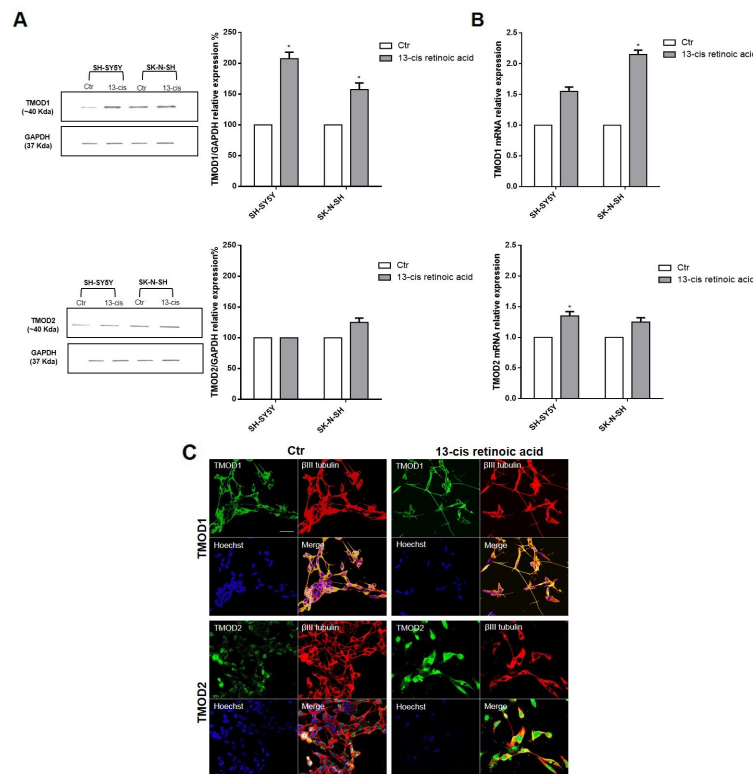 A
SH-SY5Y SK-N-SH
Ctr 13-cis Ctr 13-cis
TMOD1
(~40 Kda)
GAPDH
(37 Kda)
TMOD1/GAPDH relative expression %
250
200
150
100
50
0
SH-SY5Y
SK-N-SH
Ctr
13-cis retinoic acid
*
*
B
TMOD1 mRNA relative expression
2.5
2.0
1.5
1.0
0.5
0.0
SH-SY5Y
SK-N-SH
Ctr
13-cis retinoic acid
*
SH-SY5Y SK-N-SH
Ctr 13-cis Ctr 13-cis
TMOD2
(~40 Kda)
GAPDH
(37 Kda)
TMOD2/GAPDH relative expression%
250
200
150
100
50
0
SH-SY5Y
SK-N-SH
Ctr
13-cis retinoic acid
TMOD2 mRNA relative expression
2.5
2.0
1.5
1.0
0.5
0.0
SH-SY5Y
SK-N-SH
Ctr
13-cis retinoic acid
*
C
Ctr 13-cis retinoic acid
TMOD1
TMOD1 βIII tubulin TMOD1 βIII tubulin
Hoechst Merge Hoechst Merge
TMOD2
TMOD2 βIII tubulin TMOD2 βIII tubulin
Hoechst Merge Hoechst Merge